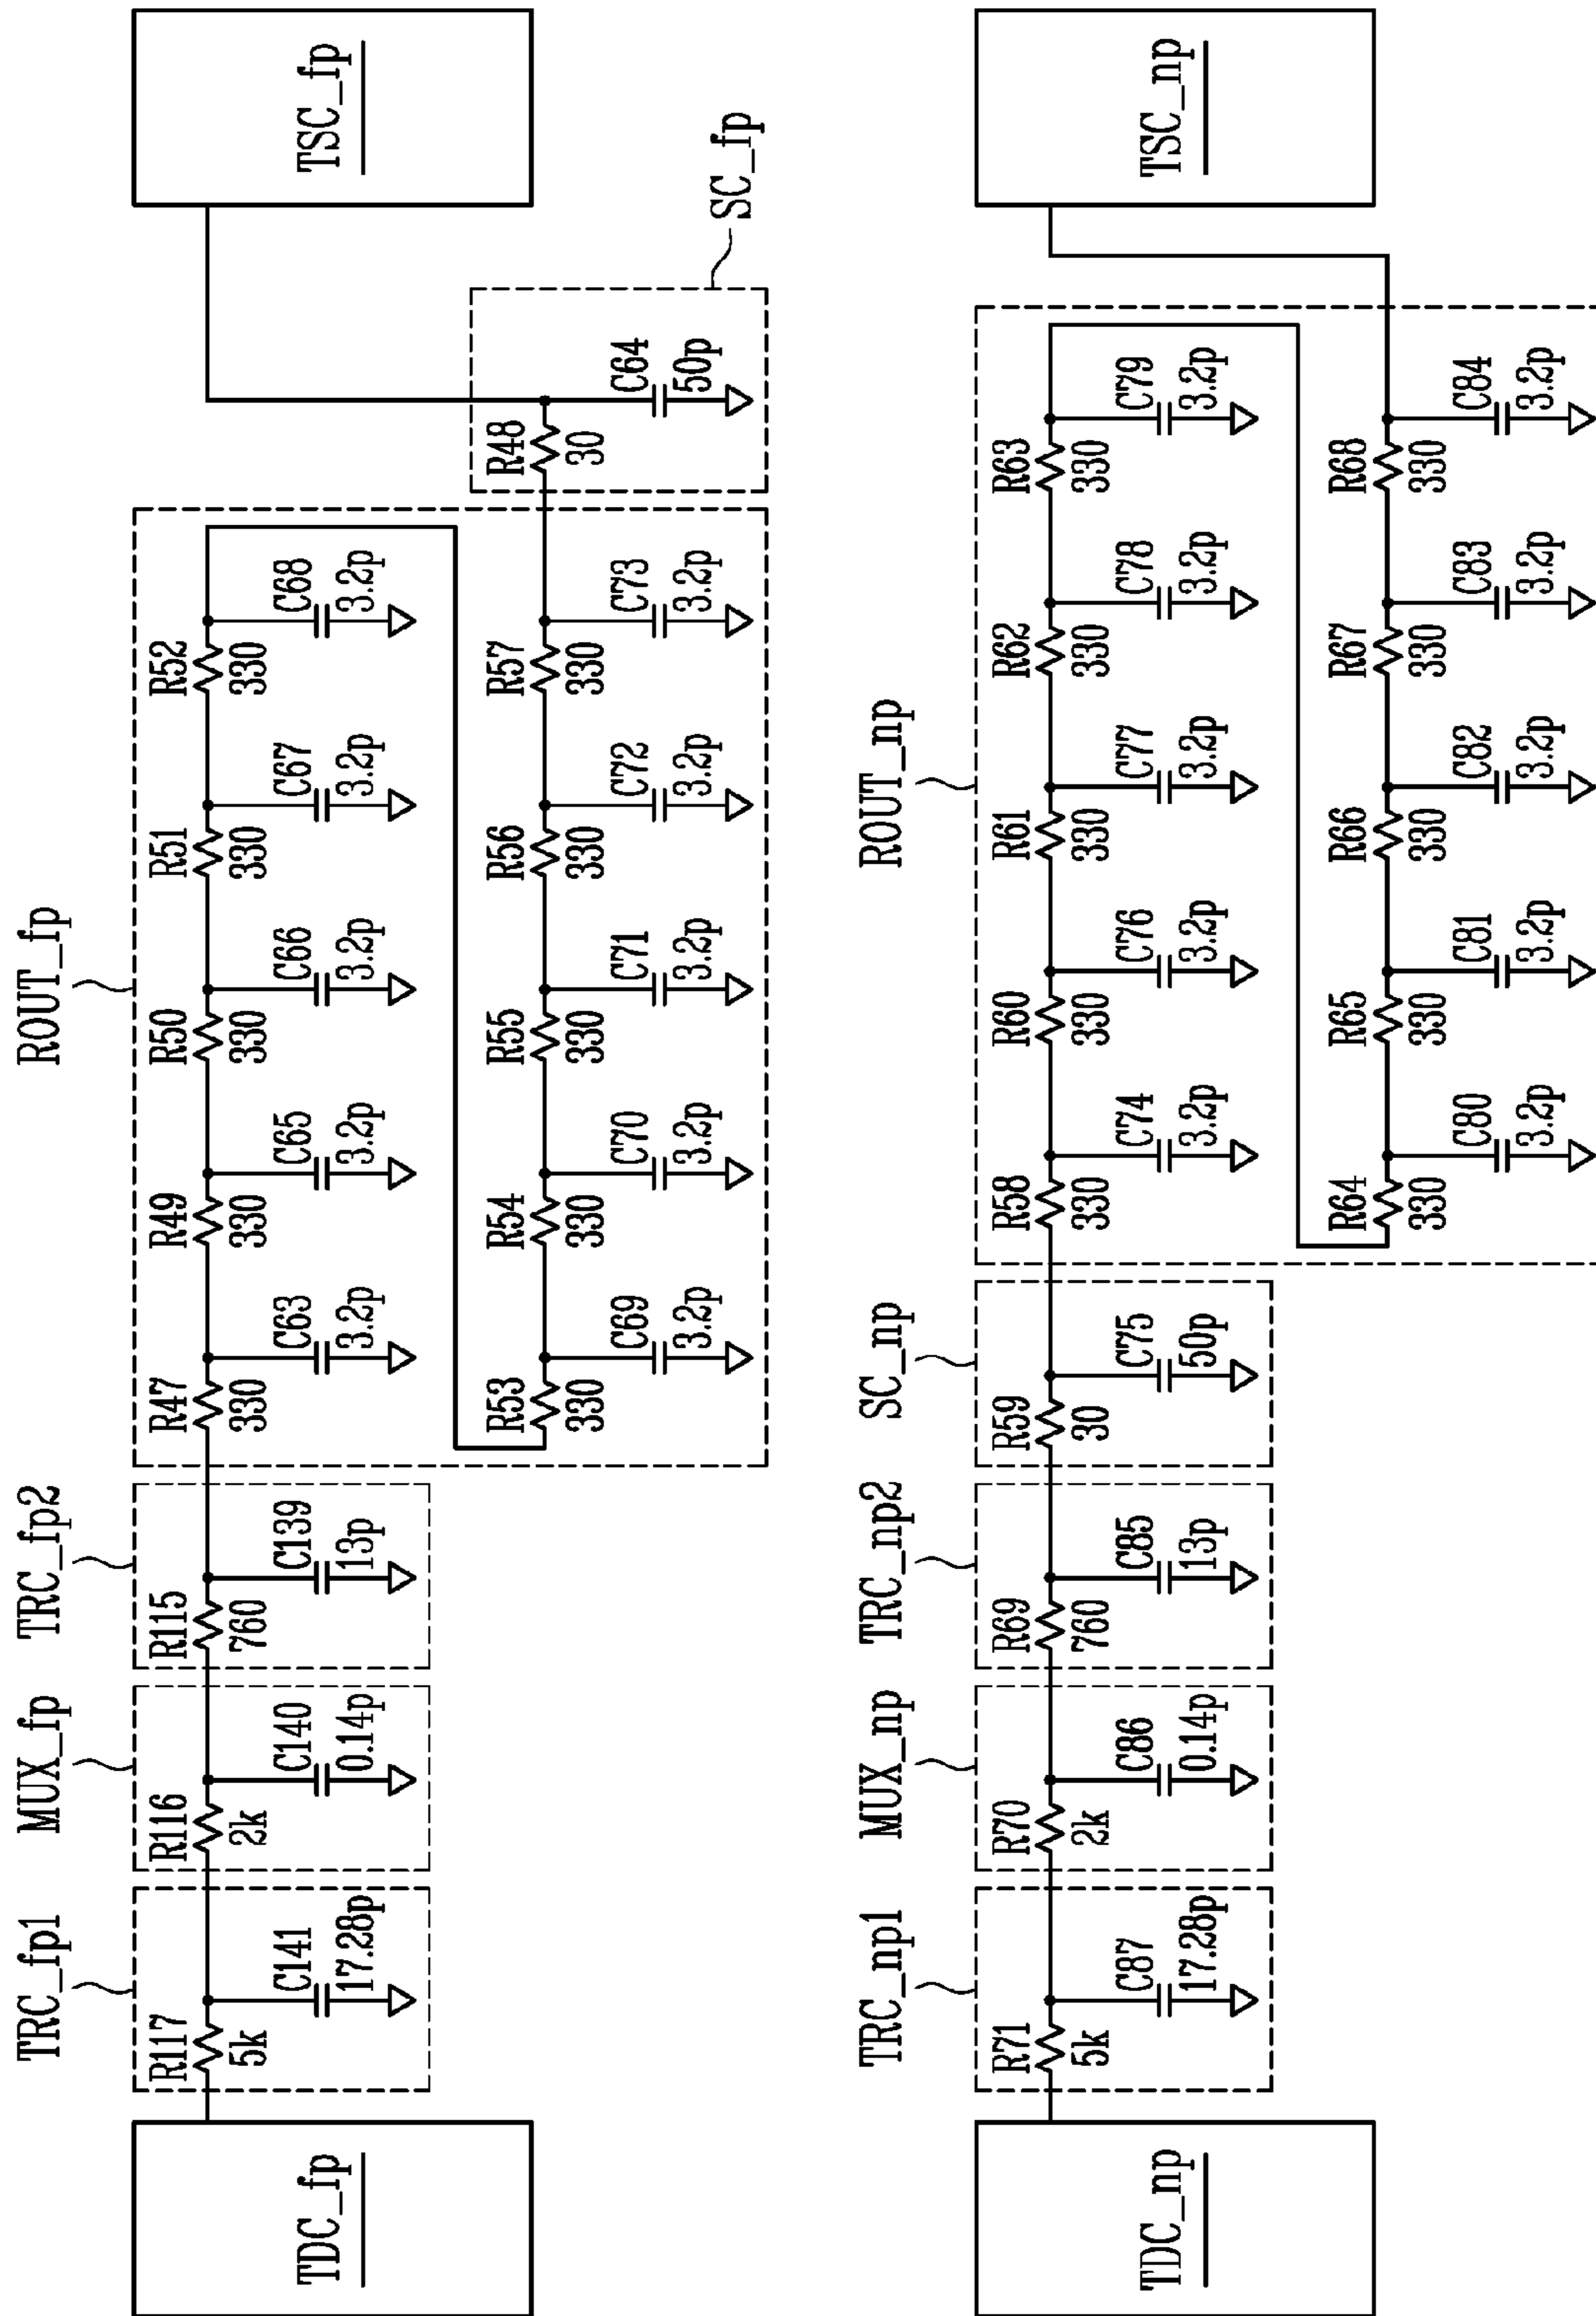 TRC_fp1
MUX_fp
TRC_fp2
ROUT_fp
R117
5k
C141
17.28p
R116
2k
C140
0.14p
R115
760
C139
13p
R47
330
C63
3.2p
R49
330
C65
3.2p
R50
330
C66
3.2p
R51
330
C67
3.2p
R52
330
C68
3.2p
R53
330
C69
3.2p
R54
330
C70
3.2p
R55
330
C71
3.2p
R56
330
C72
3.2p
R57
330
C73
3.2p
R48
30
C64
50p
SC_fp
TDC_fp
TSC_fp
TRC_np1
MUX_np
TRC_np2
SC_np
ROUT_np
R71
5k
C87
17.28p
R70
2k
C86
0.14p
R69
760
C85
13p
R59
30
C75
50p
R58
330
C74
3.2p
R60
330
C76
3.2p
R61
330
C77
3.2p
R62
330
C78
3.2p
R63
330
C79
3.2p
R64
330
C80
3.2p
R65
330
C81
3.2p
R66
330
C82
3.2p
R67
330
C83
3.2p
R68
330
C84
3.2p
TDC_np
TSC_np